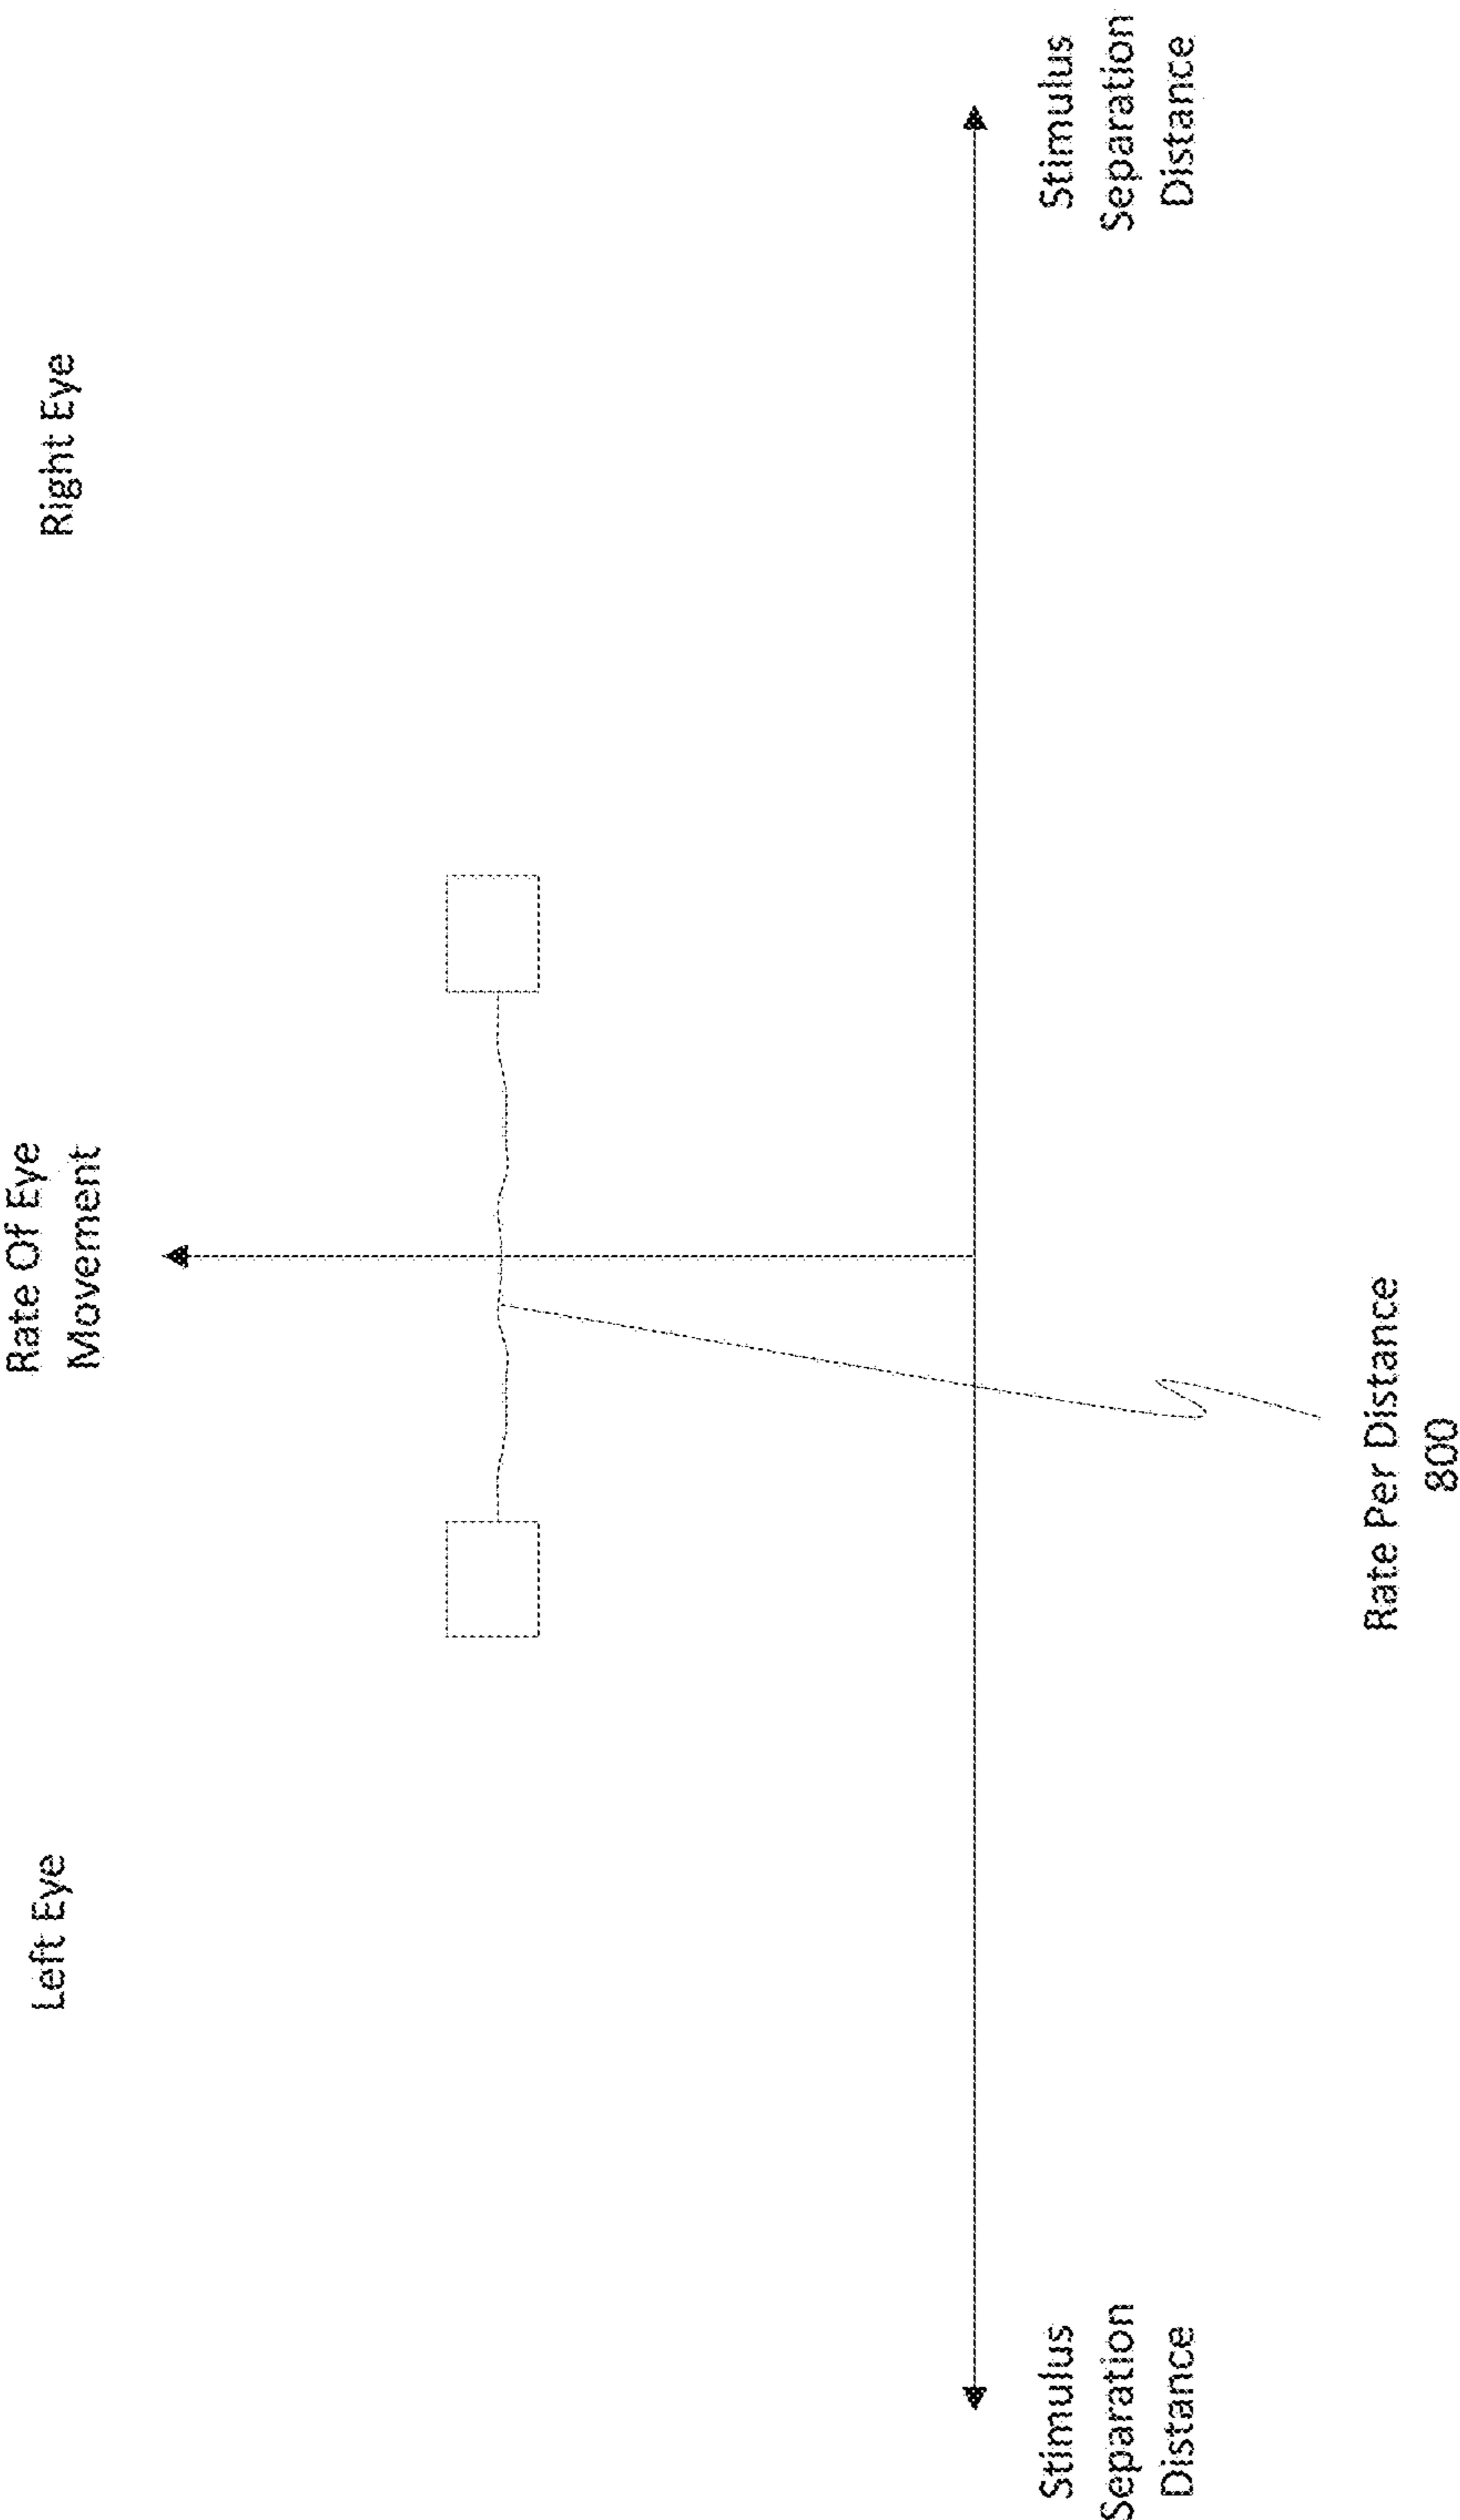 Left Eye
Rate Of Eye
Movement
Right Eye
Stimulus
Separation
Distance
Stimulus
Separation
Distance
Rate Per Distance
800